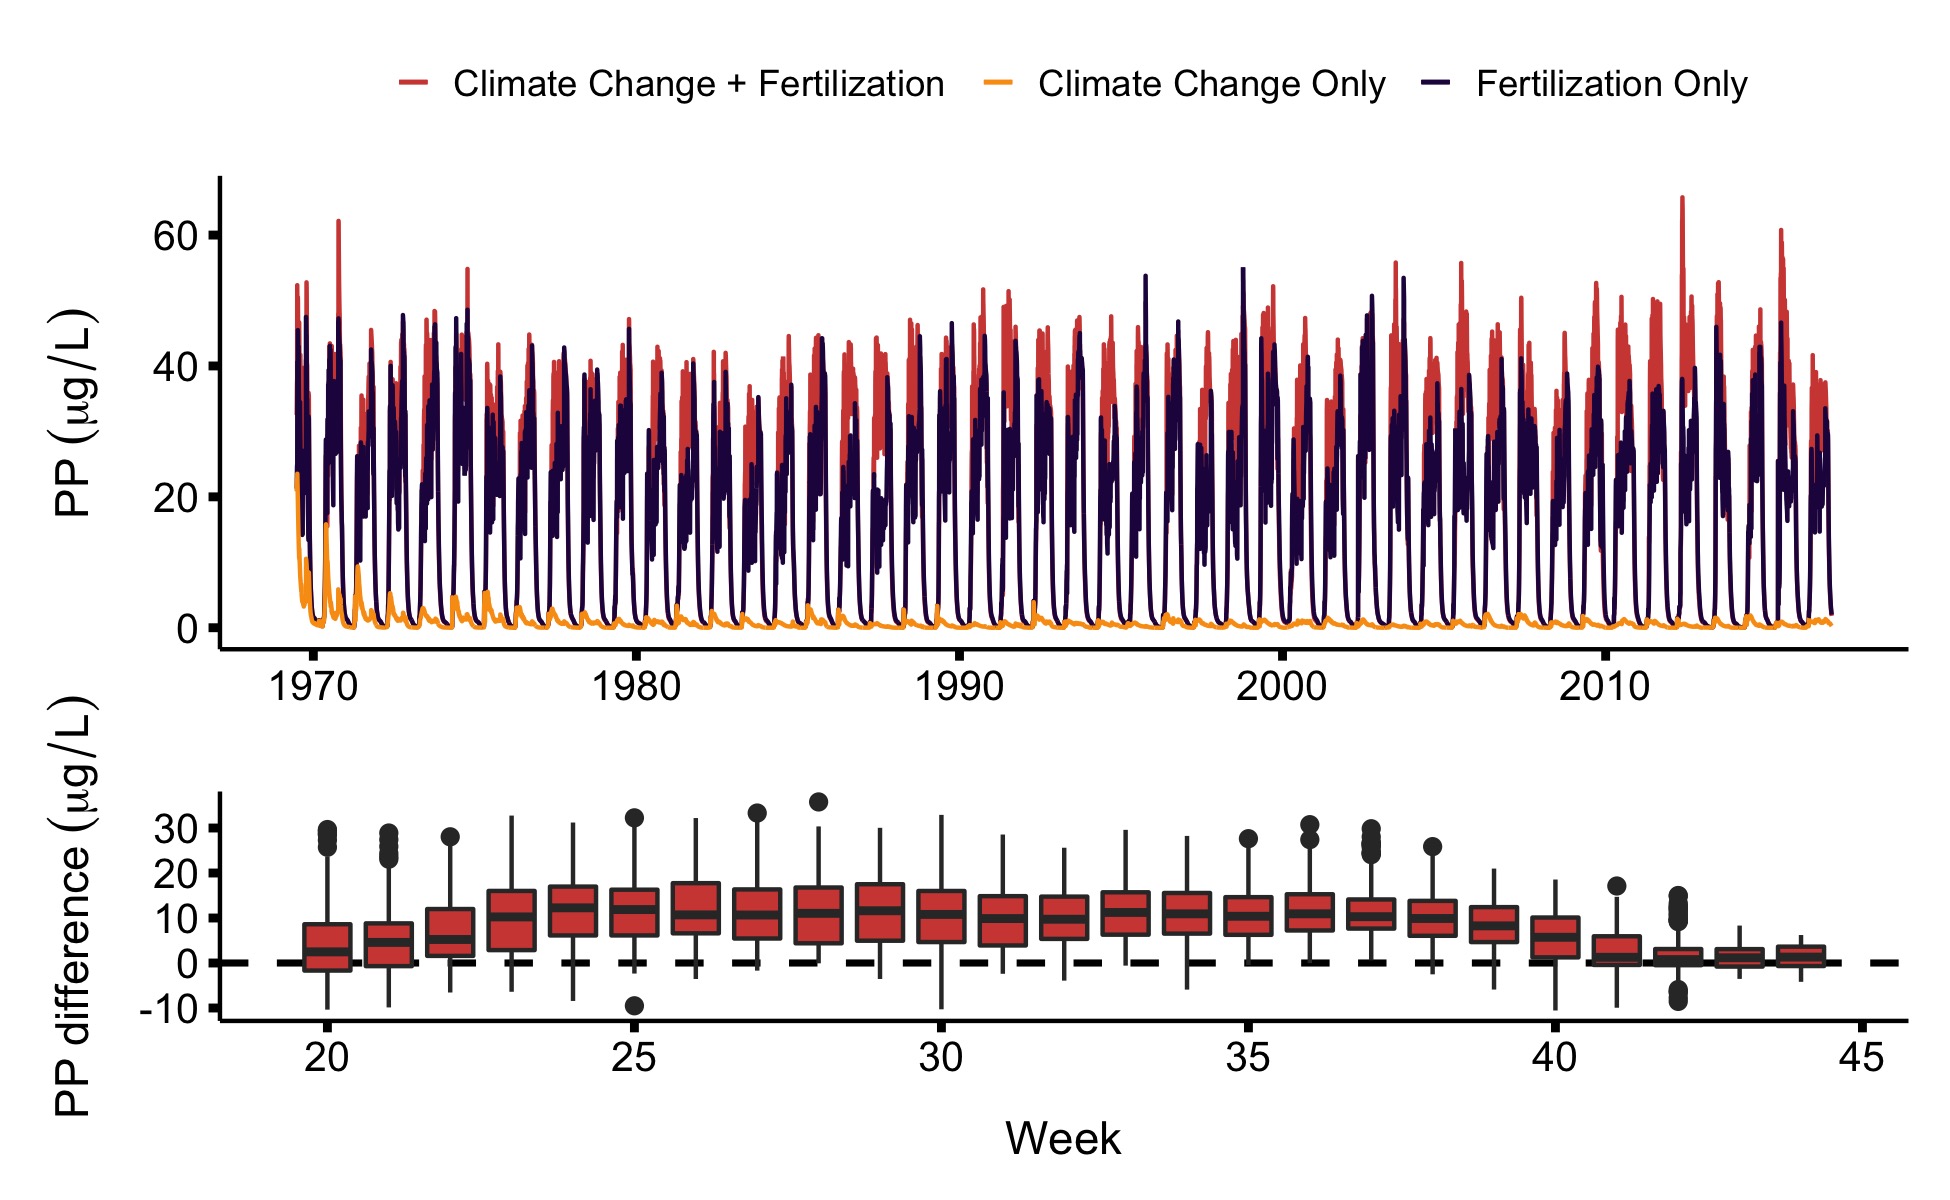 Climate Change + Fertilization Climate Change Only Fertilization Only
PP (μg/L)
60
40
20
0
1970 1980 1990 2000 2010
PP difference (μg/L)
30
20
10
0
-10
20 25 30 35 40 45
Week